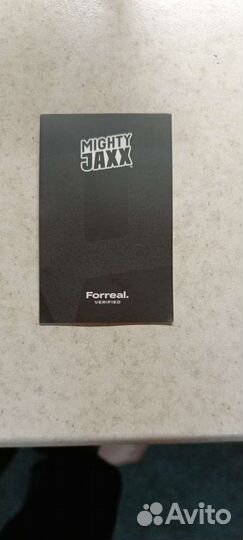 MIGHTY
JAXX
Forreal.
VERIFIED
Avito